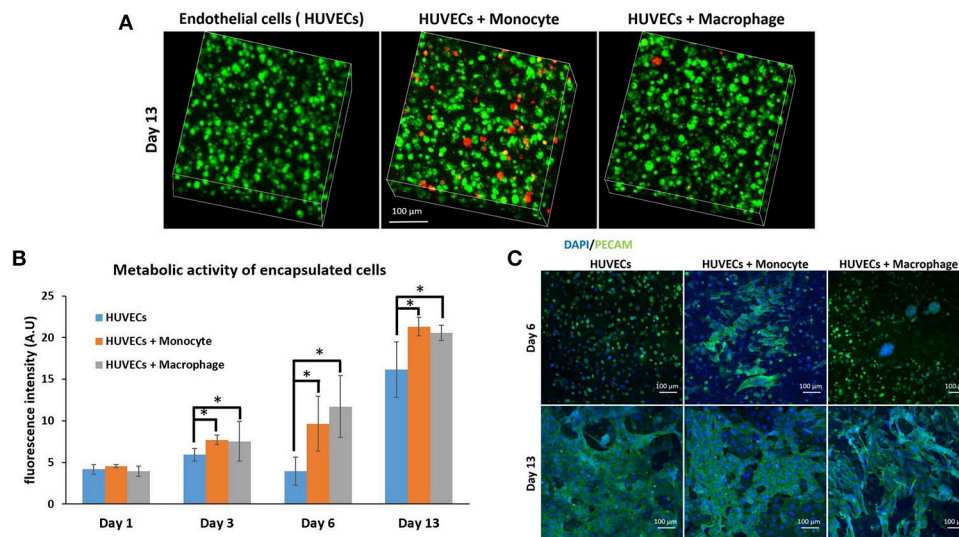 A
Endothelial cells ( HUVECs)
HUVECs + Monocyte
HUVECs + Macrophage
Day 13
100 µm
B
Metabolic activity of encapsulated cells
fluorescence intensity (A.U)
25
20
15
10
5
0
HUVECs
HUVECs + Monocyte
HUVECs + Macrophage
*
*
*
*
*
*
Day 1
Day 3
Day 6
Day 13
DAPI/PECAM
C
HUVECs
HUVECs + Monocyte
HUVECs + Macrophage
Day 6
100 µm
100 µm
100 µm
Day 13
100 µm
100 µm
100 µm